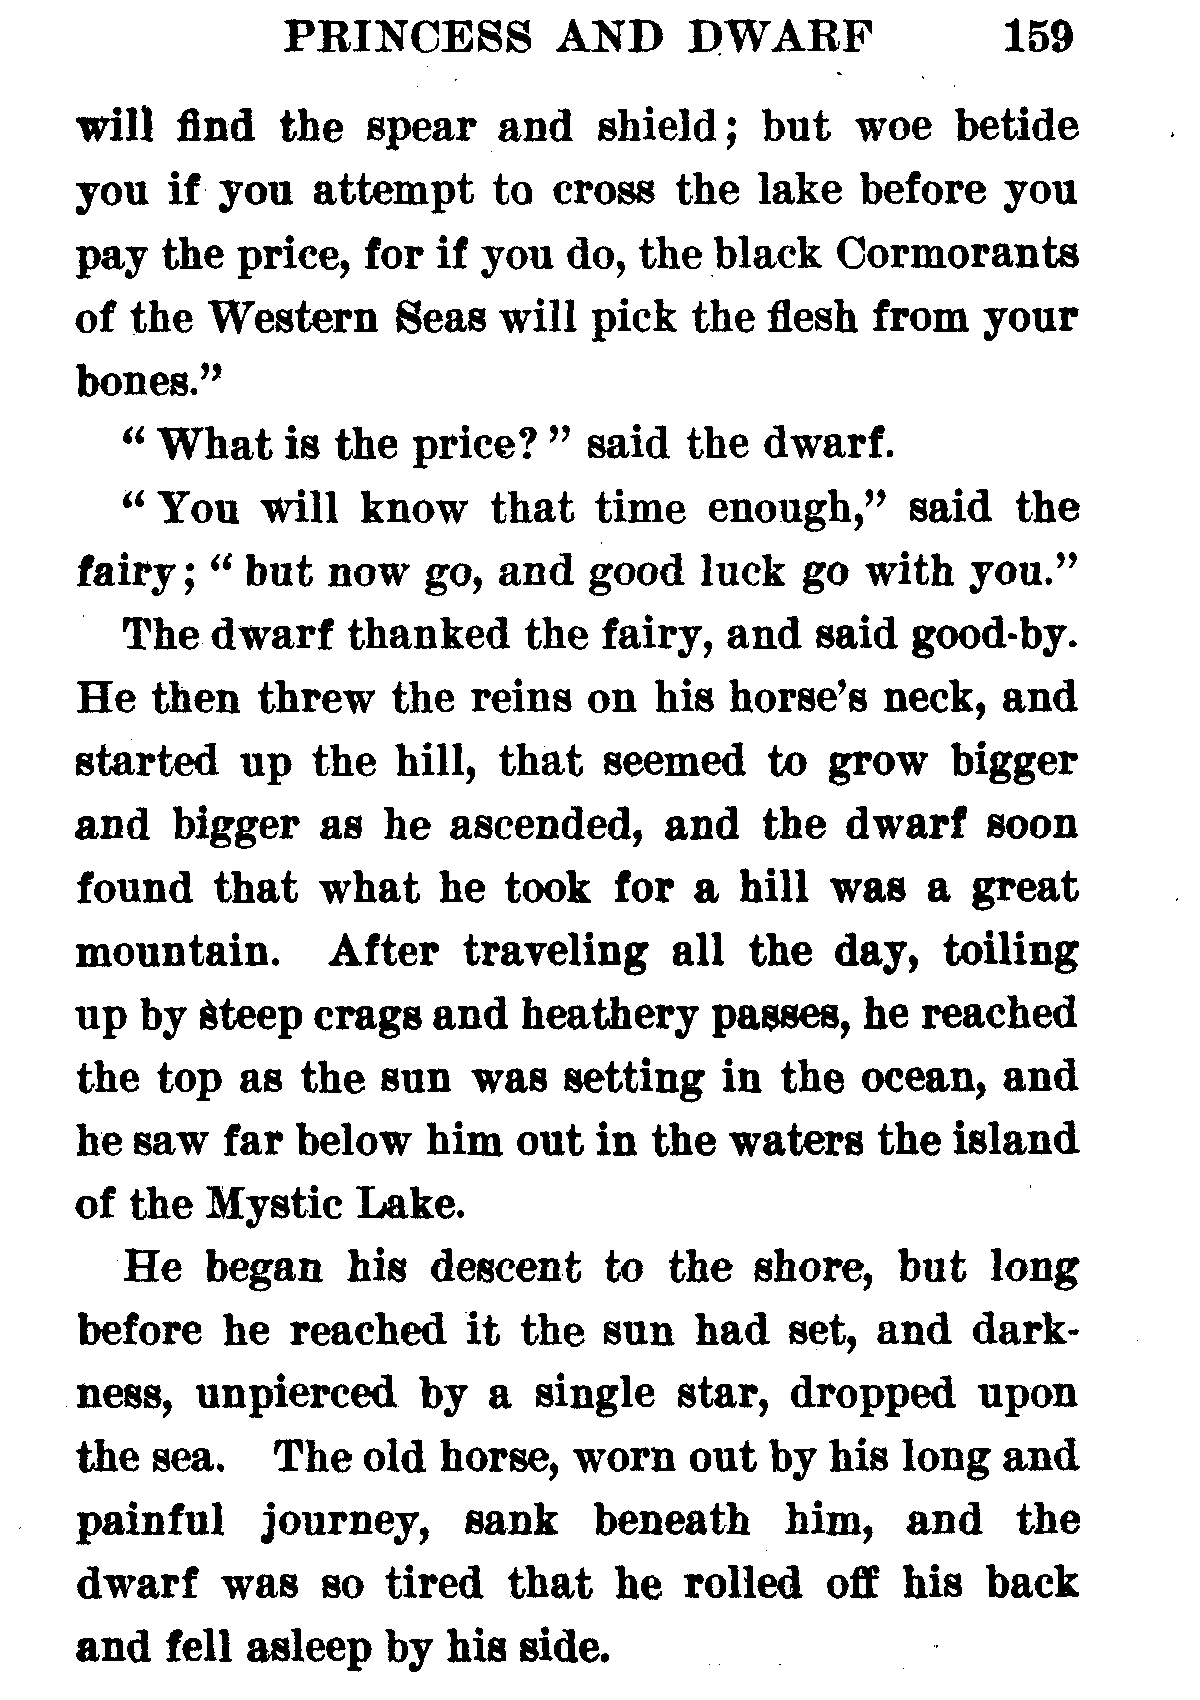 PRINCESS AND DWARF 159
will find the spear and shield; but woe betide
you if you attempt to cross the lake before you
pay the price, for if you do, the black Cormorants
of the Western Seas will pick the flesh from your
bones."
" What is the price? " said the dwarf.
" You will know that time enough," said the
fairy; " but now go, and good luck go with you."
The dwarf thanked the fairy, and said good-by.
He then threw the reins on his horse's neck, and
started up the hill, that seemed to grow bigger
and bigger as he ascended, and the dwarf soon
found that what he took for a hill was a great
mountain. After traveling all the day, toiling
up by steep crags and heathery passes, he reached
the top as the sun was setting in the ocean, and
he saw far below him out in the waters the island
of the Mystic Lake.
He began his descent to the shore, but long
before he reached it the sun had set, and dark-
ness, unpierced by a single star, dropped upon
the sea. The old horse, worn out by his long and
painful journey, sank beneath him, and the
dwarf was so tired that he rolled off his back
and fell asleep by his side.